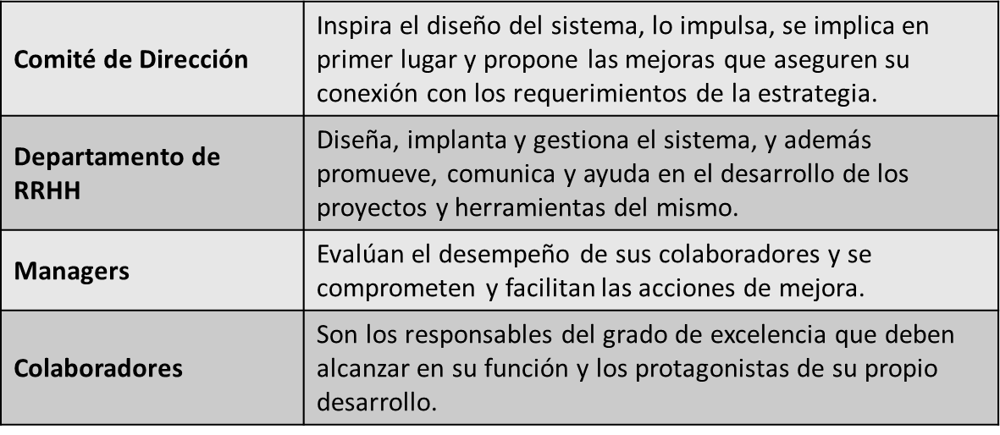 Comité de Dirección
Inspira el diseño del sistema, lo impulsa, se implica en
primer lugar y propone las mejoras que aseguren su
conexión con los requerimientos de la estrategia.
Departamento de
RRHH
Diseña, implanta y gestiona el sistema, y además
promueve, comunica y ayuda en el desarrollo de los
proyectos y herramientas del mismo.
Managers
Evalúan el desempeño de sus colaboradores y se
comprometen y facilitan las acciones de mejora.
Colaboradores
Son los responsables del grado de excelencia que deben
alcanzar en su función y los protagonistas de su propio
desarrollo.